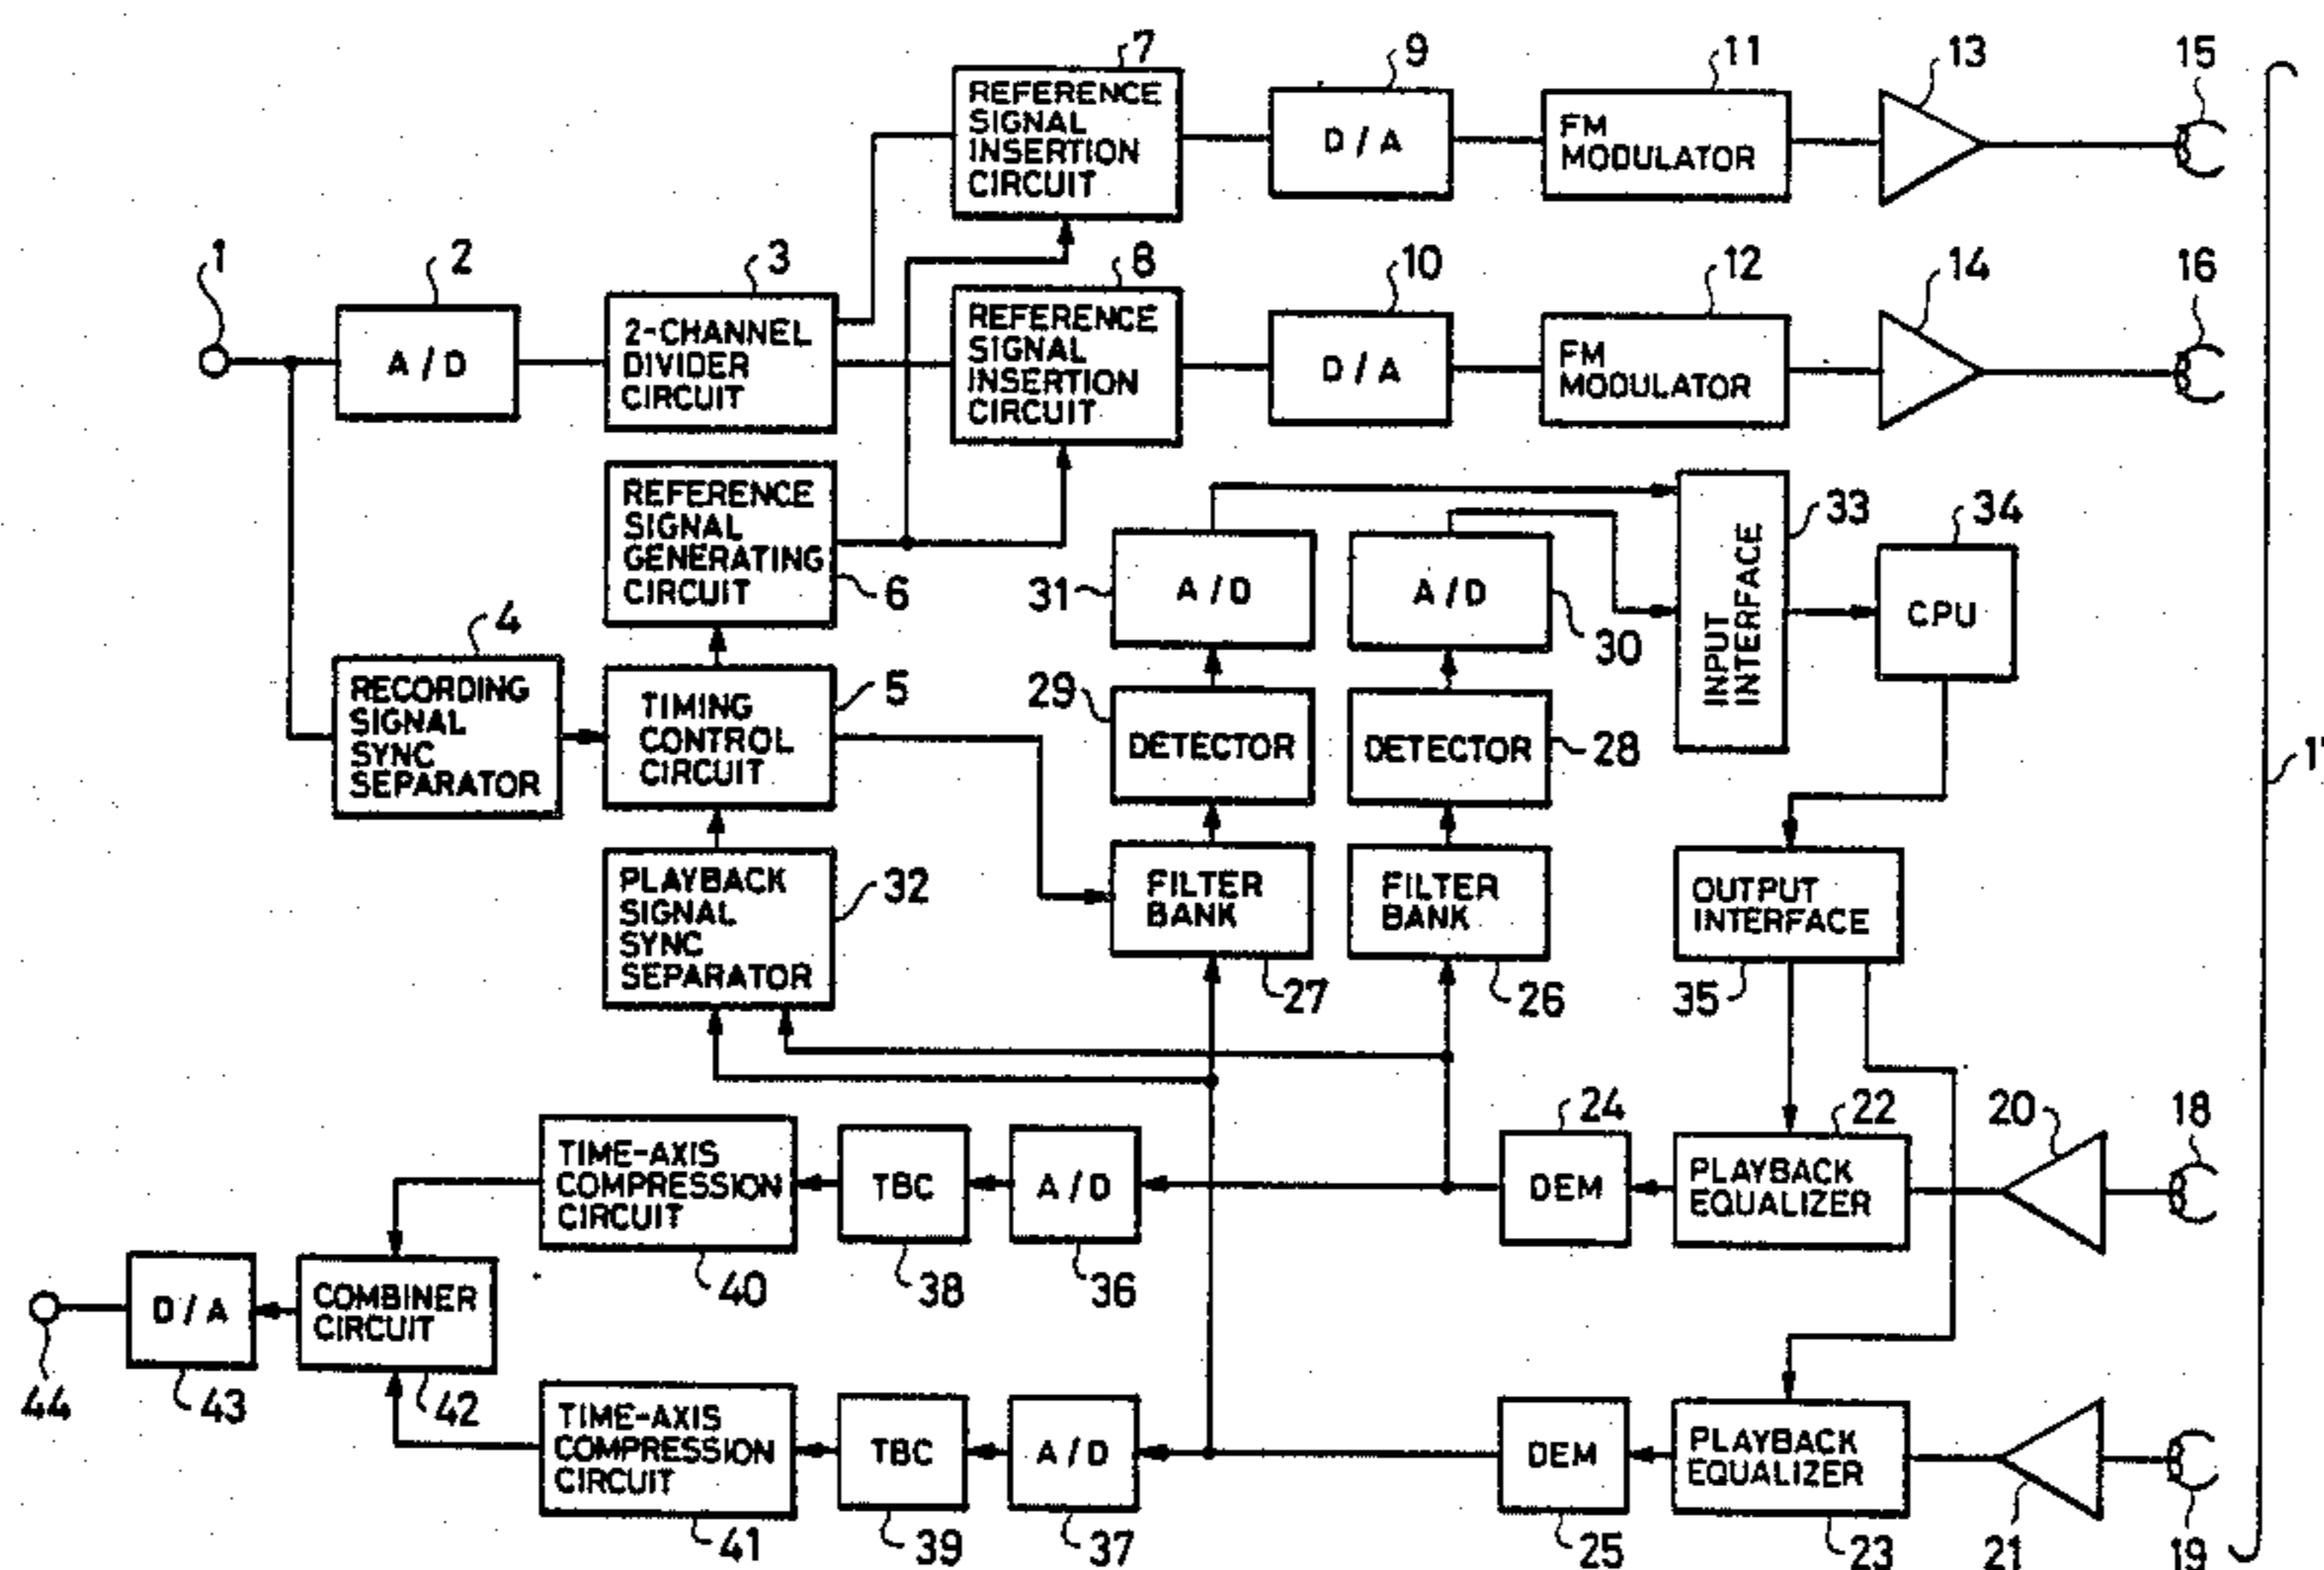 7
9
11
13
15
REFERENCE
SIGNAL
INSERTION
CIRCUIT
D/A
FM
MODULATOR
1
2
3
8
10
12
14
16
A/D
2-CHANNEL
DIVIDER
CIRCUIT
REFERENCE
SIGNAL
INSERTION
CIRCUIT
D/A
FM
MODULATOR
REFERENCE
SIGNAL
GENERATING
CIRCUIT
6
31
A/D
A/D
30
INPUT
INTERFACE
33
34
CPU
4
RECORDING
SIGNAL
SYNC
SEPARATOR
TIMING
CONTROL
CIRCUIT
5
29
DETECTOR
DETECTOR
28
PLAYBACK
SIGNAL
SYNC
SEPARATOR
32
FILTER
BANK
27
FILTER
BANK
26
OUTPUT
INTERFACE
35
TIME-AXIS
COMPRESSION
CIRCUIT
40
TBC
38
A/D
36
24
DEM
22
PLAYBACK
EQUALIZER
20
18
44
D/A
43
COMBINER
CIRCUIT
42
TIME-AXIS
COMPRESSION
CIRCUIT
41
TBC
39
A/D
37
DEM
25
PLAYBACK
EQUALIZER
23
21
19